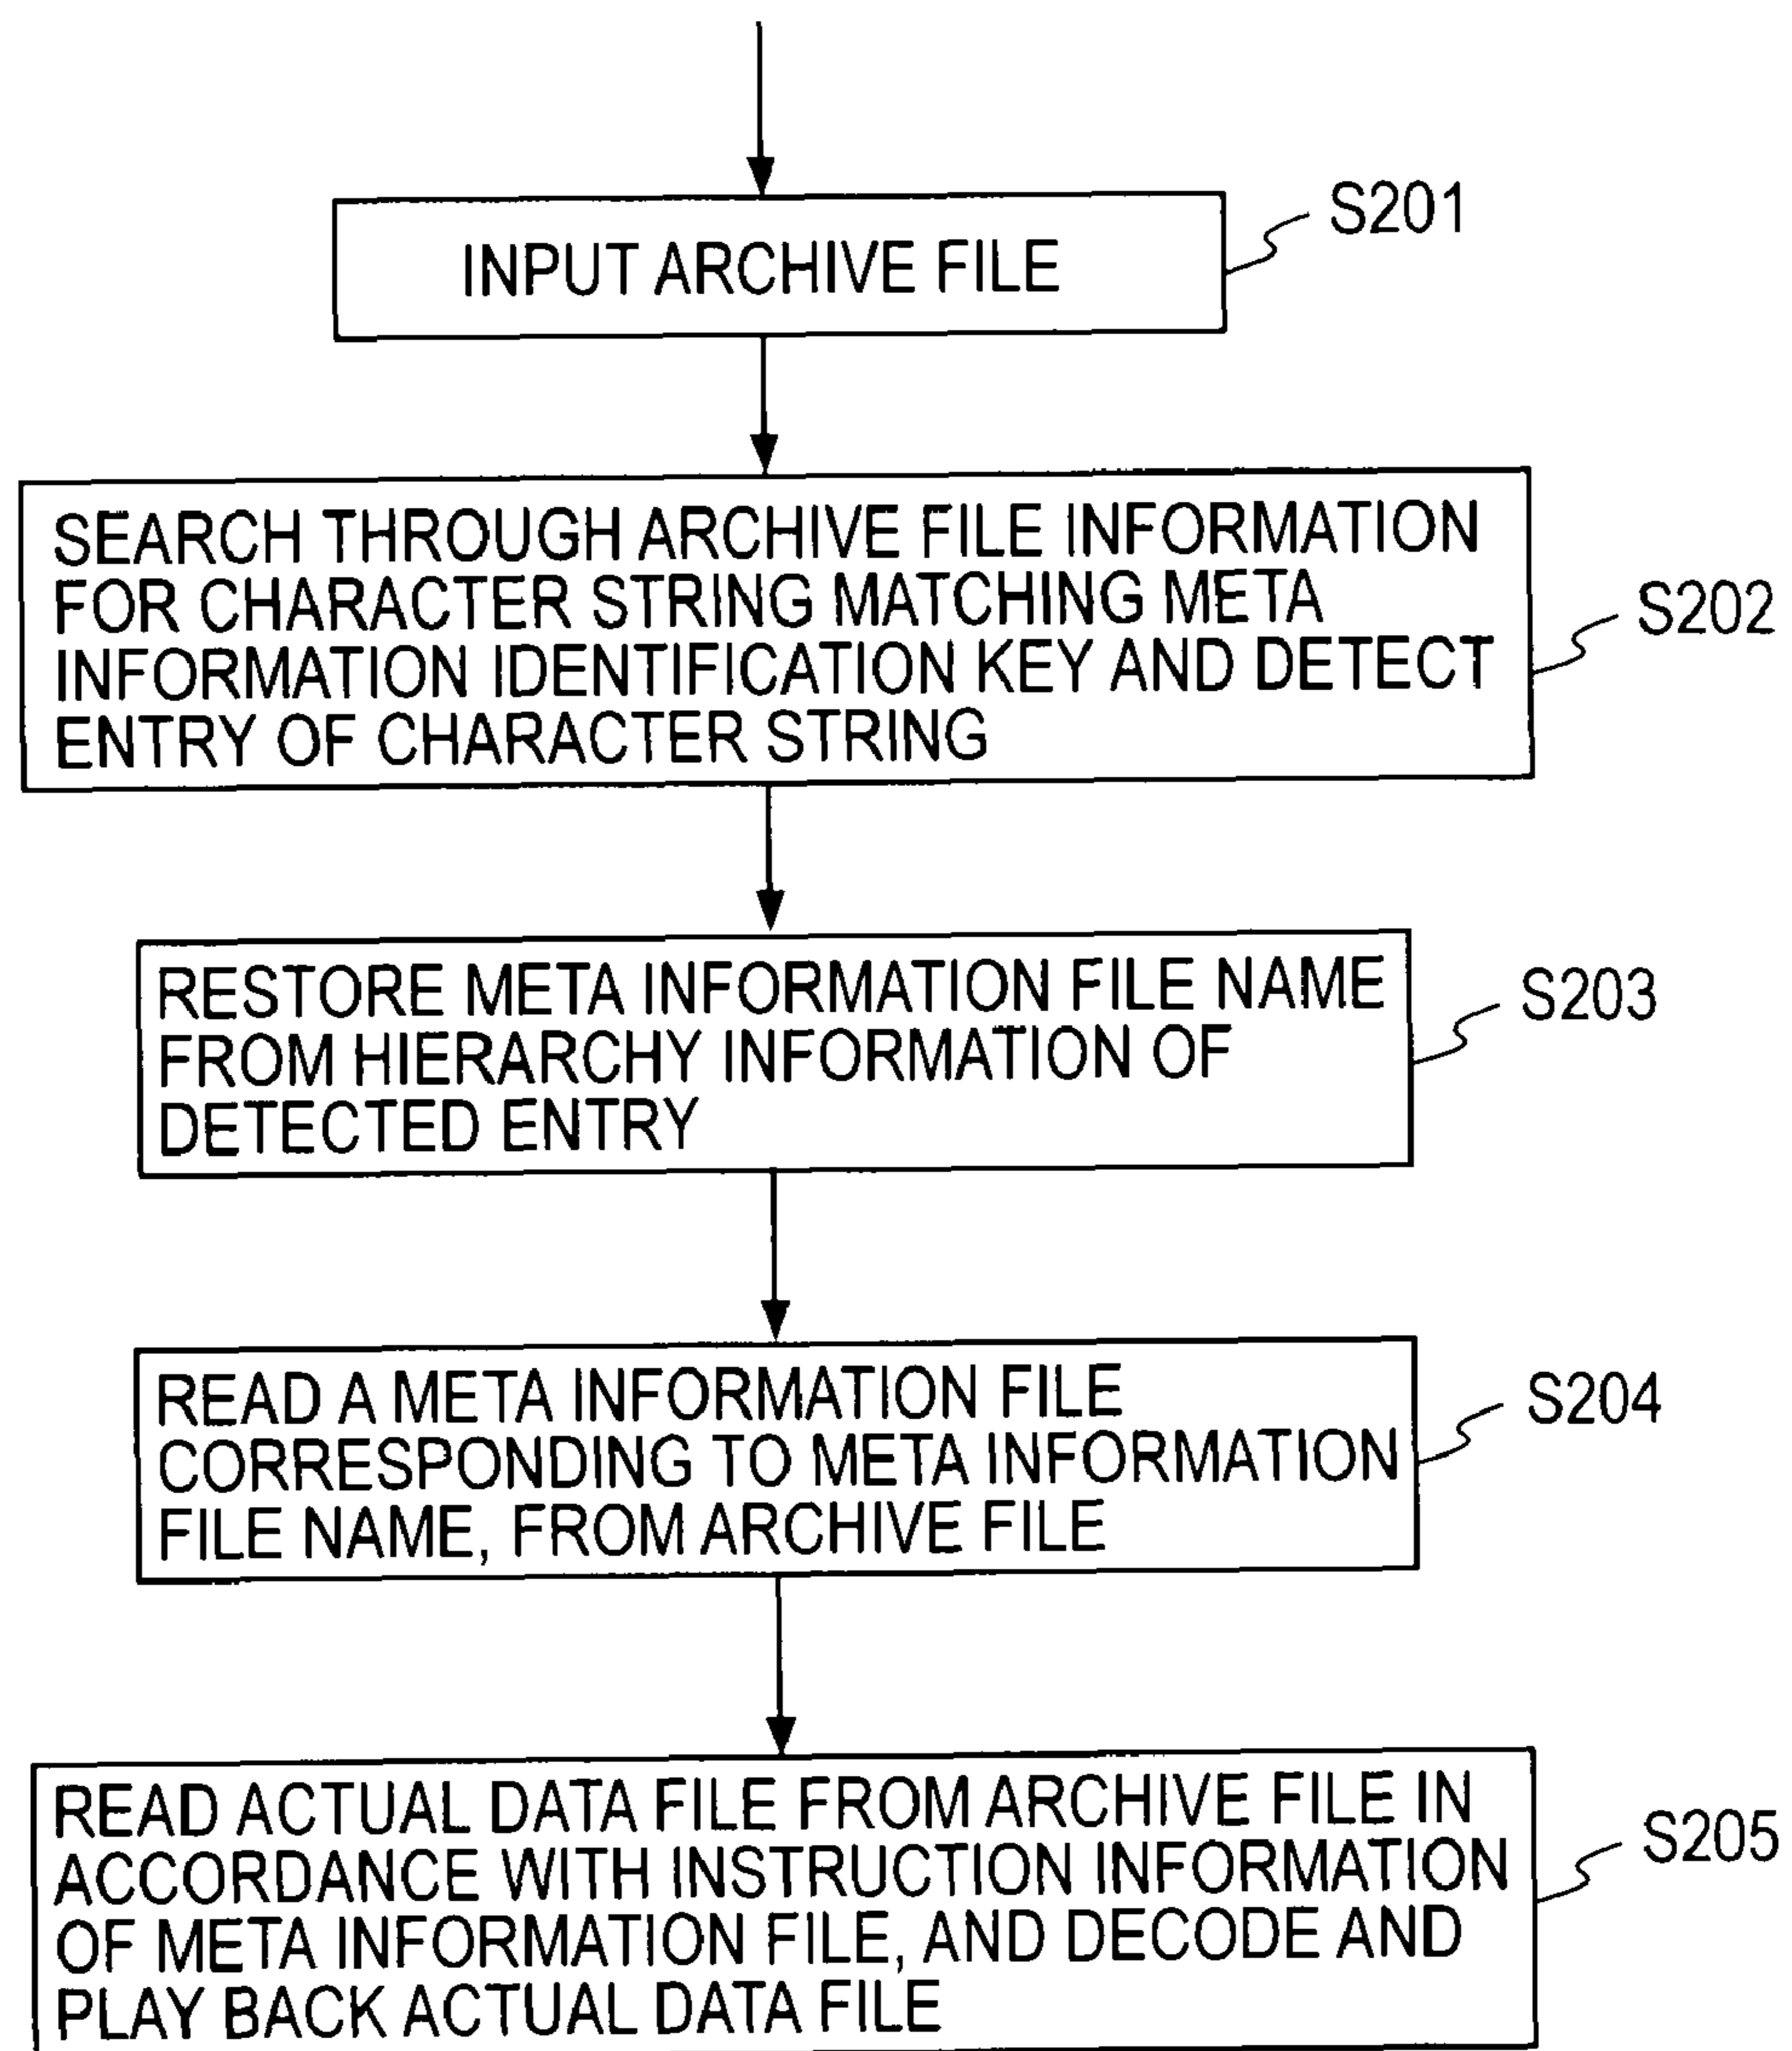 S201
INPUT ARCHIVE FILE
SEARCH THROUGH ARCHIVE FILE INFORMATION
FOR CHARACTER STRING MATCHING META
INFORMATION IDENTIFICATION KEY AND DETECT
ENTRY OF CHARACTER STRING
S202
RESTORE META INFORMATION FILE NAME
FROM HIERARCHY INFORMATION OF
DETECTED ENTRY
S203
READ A META INFORMATION FILE
CORRESPONDING TO META INFORMATION
FILE NAME, FROM ARCHIVE FILE
S204
READ ACTUAL DATA FILE FROM ARCHIVE FILE IN
ACCORDANCE WITH INSTRUCTION INFORMATION
OF META INFORMATION FILE, AND DECODE AND
PLAY BACK ACTUAL DATA FILE
S205